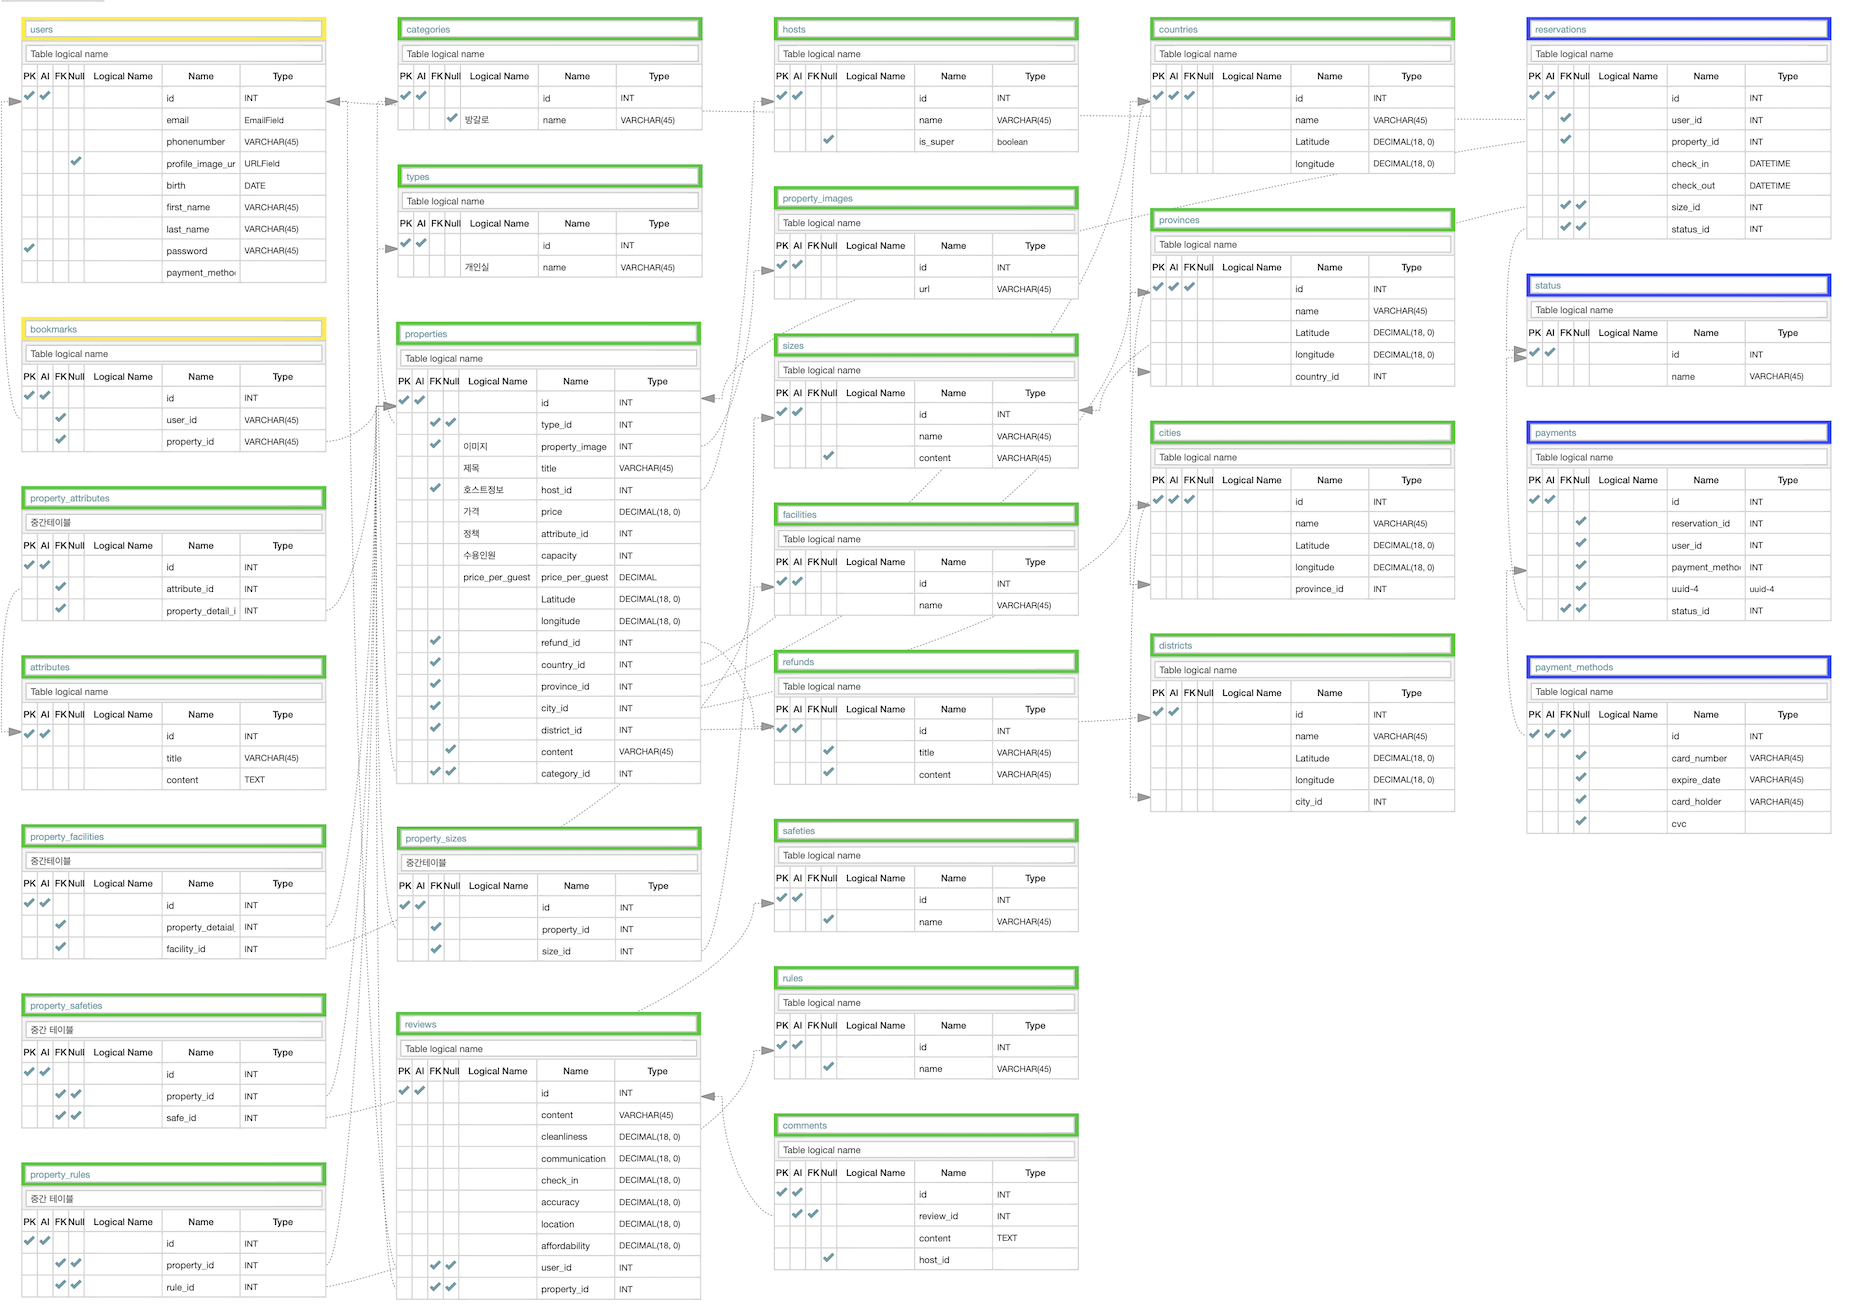 users
Table logical name
PK AI FK Null Logical Name Name Type
id INT
email EmailField
phonenumber VARCHAR(45)
profile_image_ur URLField
birth DATE
first_name VARCHAR(45)
last_name VARCHAR(45)
password VARCHAR(45)
payment_metho
bookmarks
Table logical name
PK AI FK Null Logical Name Name Type
id INT
user_id VARCHAR(45)
property_id VARCHAR(45)
property_attributes
중간테이블
PK AI FK Null Logical Name Name Type
id INT
attribute_id INT
property_detail_i INT
attributes
Table logical name
PK AI FK Null Logical Name Name Type
id INT
title VARCHAR(45)
content TEXT
property_facilities
중간테이블
PK AI FK Null Logical Name Name Type
id INT
property_detaial_ INT
facility_id INT
property_safeties
중간 테이블
PK AI FK Null Logical Name Name Type
id INT
property_id INT
safe_id INT
property_rules
중간 테이블
PK AI FK Null Logical Name Name Type
id INT
property_id INT
rule_id INT
categories
Table logical name
PK AI FK Null Logical Name Name Type
id INT
방갈로 name VARCHAR(45)
types
Table logical name
PK AI FK Null Logical Name Name Type
id INT
개인실 name VARCHAR(45)
properties
Table logical name
PK AI FK Null Logical Name Name Type
id INT
type_id INT
이미지 property_image INT
제목 title VARCHAR(45)
호스트정보 host_id INT
가격 price DECIMAL(18, 0)
정책 attribute_id INT
수용인원 capacity INT
price_per_guest price_per_guest DECIMAL
Latitude DECIMAL(18, 0)
longitude DECIMAL(18, 0)
refund_id INT
country_id INT
province_id INT
city_id INT
district_id INT
content VARCHAR(45)
category_id INT
property_sizes
중간테이블
PK AI FK Null Logical Name Name Type
id INT
property_id INT
size_id INT
reviews
Table logical name
PK AI FK Null Logical Name Name Type
id INT
content VARCHAR(45)
cleanliness DECIMAL(18, 0)
communication DECIMAL(18, 0)
check_in DECIMAL(18, 0)
accuracy DECIMAL(18, 0)
location DECIMAL(18, 0)
affordability DECIMAL(18, 0)
user_id INT
property_id INT
hosts
Table logical name
PK AI FK Null Logical Name Name Type
id INT
name VARCHAR(45)
is_super boolean
property_images
Table logical name
PK AI FK Null Logical Name Name Type
id INT
url VARCHAR(45)
sizes
Table logical name
PK AI FK Null Logical Name Name Type
id INT
name VARCHAR(45)
content VARCHAR(45)
facilities
Table logical name
PK AI FK Null Logical Name Name Type
id INT
name VARCHAR(45)
refunds
Table logical name
PK AI FK Null Logical Name Name Type
id INT
title VARCHAR(45)
content VARCHAR(45)
safeties
Table logical name
PK AI FK Null Logical Name Name Type
id INT
name VARCHAR(45)
rules
Table logical name
PK AI FK Null Logical Name Name Type
id INT
name VARCHAR(45)
comments
Table logical name
PK AI FK Null Logical Name Name Type
id INT
review_id INT
content TEXT
host_id
countries
Table logical name
PK AI FK Null Logical Name Name Type
id INT
name VARCHAR(45)
Latitude DECIMAL(18, 0)
longitude DECIMAL(18, 0)
provinces
Table logical name
PK AI FK Null Logical Name Name Type
id INT
name VARCHAR(45)
Latitude DECIMAL(18, 0)
longitude DECIMAL(18, 0)
country_id INT
cities
Table logical name
PK AI FK Null Logical Name Name Type
id INT
name VARCHAR(45)
Latitude DECIMAL(18, 0)
longitude DECIMAL(18, 0)
province_id INT
districts
Table logical name
PK AI FK Null Logical Name Name Type
id INT
name VARCHAR(45)
Latitude DECIMAL(18, 0)
longitude DECIMAL(18, 0)
city_id INT
reservations
Table logical name
PK AI FK Null Logical Name Name Type
id INT
user_id INT
property_id INT
check_in DATETIME
check_out DATETIME
size_id INT
status_id INT
status
Table logical name
PK AI FK Null Logical Name Name Type
id INT
name VARCHAR(45)
payments
Table logical name
PK AI FK Null Logical Name Name Type
id INT
reservation_id INT
user_id INT
payment_metho INT
uuid-4 uuid-4
status_id INT
payment_methods
Table logical name
PK AI FK Null Logical Name Name Type
id INT
card_number VARCHAR(45)
expire_date VARCHAR(45)
card_holder VARCHAR(45)
cvc